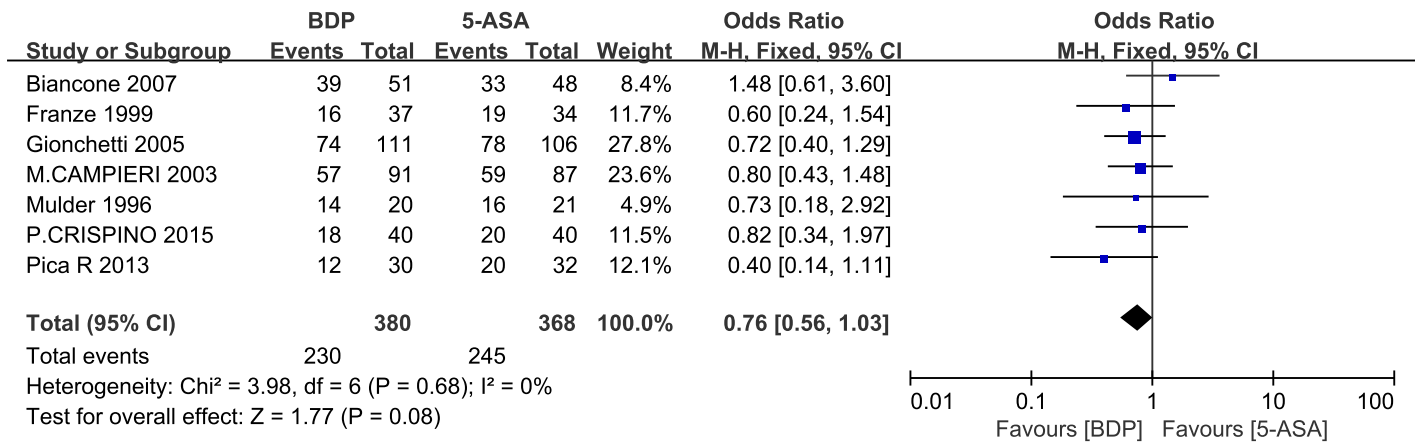 BDP 5-ASA Odds Ratio Odds Ratio
Study or Subgroup Events Total Events Total Weight M-H, Fixed, 95% CI M-H, Fixed, 95% CI
Biancone 2007 39 51 33 48 8.4% 1.48 [0.61, 3.60]
Franze 1999 16 37 19 34 11.7% 0.60 [0.24, 1.54]
Gionchetti 2005 74 111 78 106 27.8% 0.72 [0.40, 1.29]
M.CAMPIERI 2003 57 91 59 87 23.6% 0.80 [0.43, 1.48]
Mulder 1996 14 20 16 21 4.9% 0.73 [0.18, 2.92]
P.CRISPINO 2015 18 40 20 40 11.5% 0.82 [0.34, 1.97]
Pica R 2013 12 30 20 32 12.1% 0.40 [0.14, 1.11]
Total (95% CI) 380 368 100.0% 0.76 [0.56, 1.03]
Total events 230 245
Heterogeneity: Chi² = 3.98, df = 6 (P = 0.68); I² = 0%
Test for overall effect: Z = 1.77 (P = 0.08)
0.01 0.1 1 10 100
Favours [BDP] Favours [5-ASA]